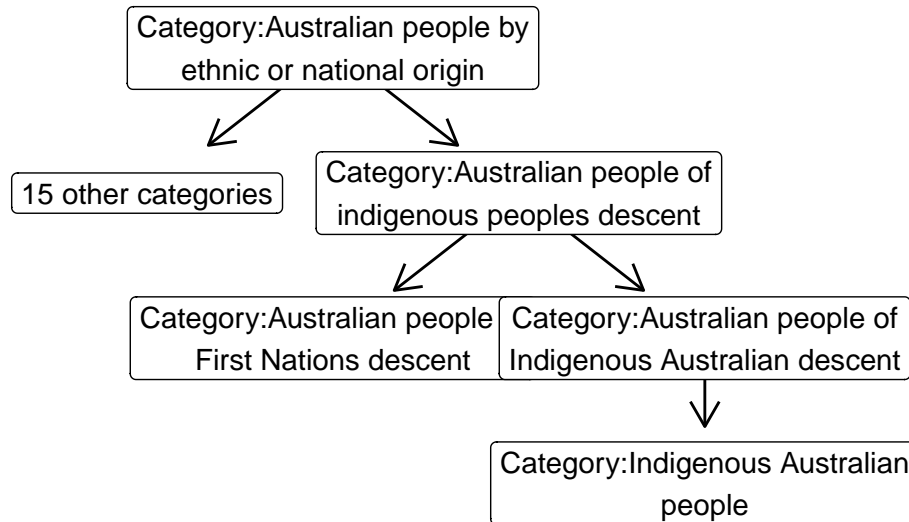 Category:Australian people by
ethnic or national origin
15 other categories
Category:Australian people of
indigenous peoples descent
Category:Australian people
First Nations descent
Category:Australian people of
Indigenous Australian descent
Category:Indigenous Australian
people